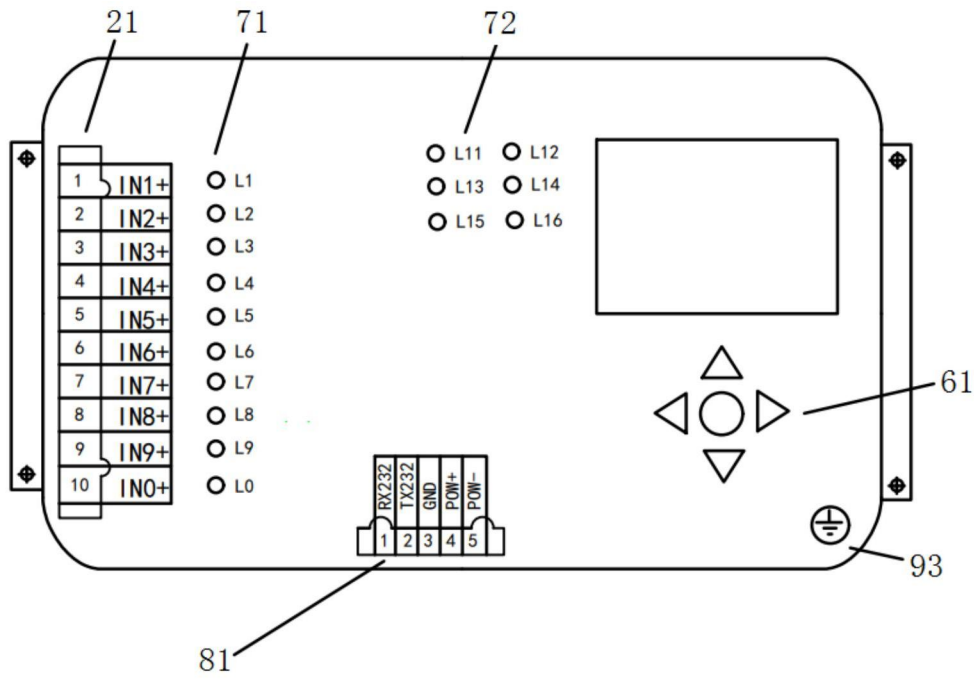 21 71 72
L11 L12
1 IN1+ L1
L13 L14
2 IN2+ L2
L15 L16
3 IN3+ L3
4 IN4+ L4
5 IN5+ L5
6 IN6+ L6
7 IN7+ L7
61
8 IN8+ L8
9 IN9+ L9
10 IN0+ L0
RX232 TX232 GND POW+ POW-
1 2 3 4 5
93
81